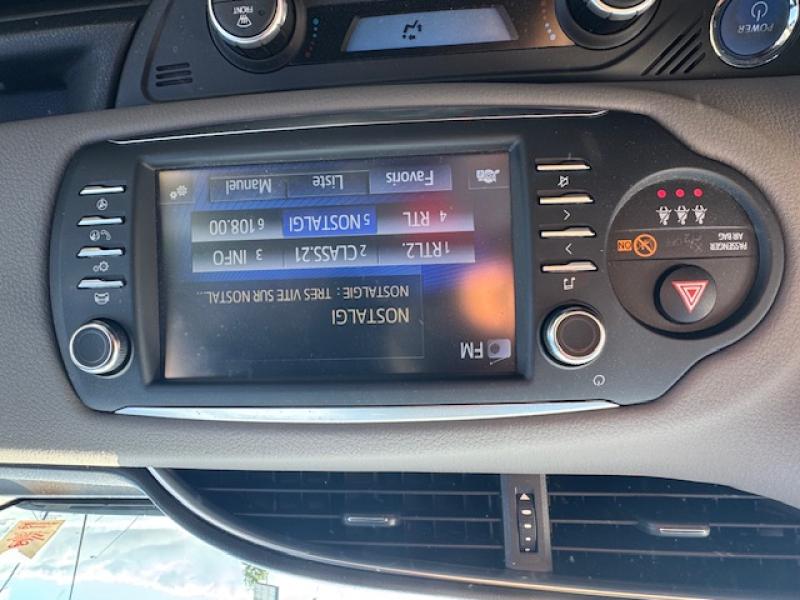 FM
NOSTALGI
NOSTALGIE : TRES VITE SUR NOSTAL...
1 RTL2. 2 CLASS.21 3 INFO
4 RTL 5 NOSTALGI 6 108.00
Favoris Liste Manuel
PASSENGER
AIR BAG
OFF
ON
POWER
FRONT